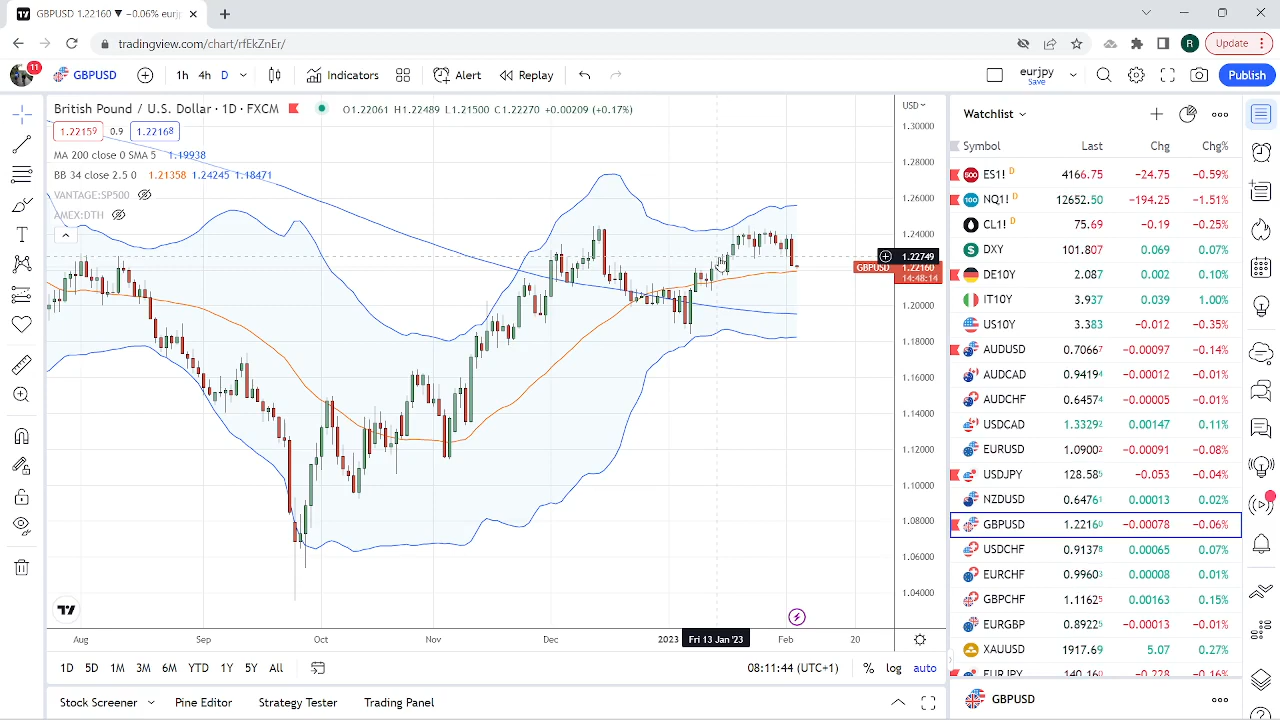 GBPUSD 1.22160 ▼ −0.06% eurj
tradingview.com/chart/rfEkZnEr/
R
Update
11
GBPUSD
1h 4h D
Indicators
Alert
Replay
eurjpy
Save
Publish
British Pound / U.S. Dollar · 1D · FXCM
O1.22061 H1.22489 L1.21500 C1.22270 +0.00209 (+0.17%)
1.22159 0.9 1.22168
MA 200 close 0 SMA 5 1.19938
BB 34 close 2.5 0 1.21358 1.24245 1.18471
VANTAGE:SP500
AMEX:DTH
USD
1.30000
1.28000
1.26000
1.24000
1.22749
GBPUSD 1.22160
14:48:14
1.20000
1.18000
1.16000
1.14000
1.12000
1.10000
1.08000
1.06000
1.04000
Aug Sep Oct Nov Dec 2023 Fri 13 Jan '23 Feb 20
1D 5D 1M 3M 6M YTD 1Y 5Y All
08:11:44 (UTC+1) % log auto
Stock Screener Pine Editor Strategy Tester Trading Panel
Watchlist
Symbol Last Chg Chg%
500 ES1! D 4166.75 −24.75 −0.59%
100 NQ1! D 12652.50 −194.25 −1.51%
CL1! D 75.69 −0.19 −0.25%
DXY 101.807 0.069 0.07%
DE10Y 2.087 0.002 0.10%
IT10Y 3.937 0.039 1.00%
US10Y 3.383 −0.012 −0.35%
AUDUSD 0.70667 −0.00097 −0.14%
AUDCAD 0.94194 −0.00012 −0.01%
AUDCHF 0.64574 −0.00005 −0.01%
USDCAD 1.33292 0.00147 0.11%
EURUSD 1.09002 −0.00091 −0.08%
USDJPY 128.585 −0.053 −0.04%
NZDUSD 0.64761 0.00013 0.02%
GBPUSD 1.22160 −0.00078 −0.06%
USDCHF 0.91378 0.00065 0.07%
EURCHF 0.99603 0.00008 0.01%
GBPCHF 1.11625 0.00163 0.15%
EURGBP 0.89225 −0.00013 −0.01%
XAUUSD 1917.69 5.07 0.27%
EURJPY 140.160 −0.228 −0.16%
GBPUSD